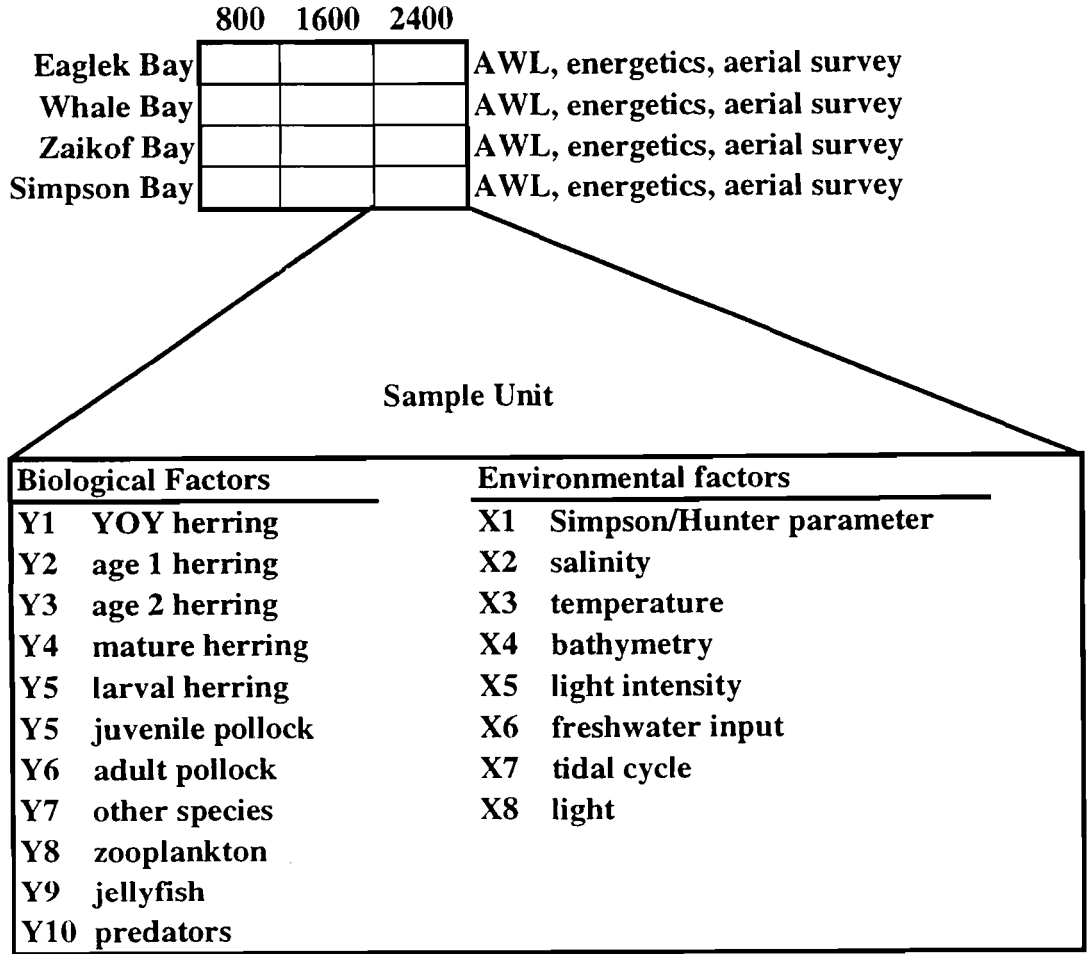 800 1600 2400
Eaglek Bay AWL, energetics, aerial survey
Whale Bay AWL, energetics, aerial survey
Zaikof Bay AWL, energetics, aerial survey
Simpson Bay AWL, energetics, aerial survey
Sample Unit
Biological Factors Environmental factors
Y1 YOY herring X1 Simpson/Hunter parameter
Y2 age 1 herring X2 salinity
Y3 age 2 herring X3 temperature
Y4 mature herring X4 bathymetry
Y5 larval herring X5 light intensity
Y5 juvenile pollock X6 freshwater input
Y6 adult pollock X7 tidal cycle
Y7 other species X8 light
Y8 zooplankton
Y9 jellyfish
Y10 predators